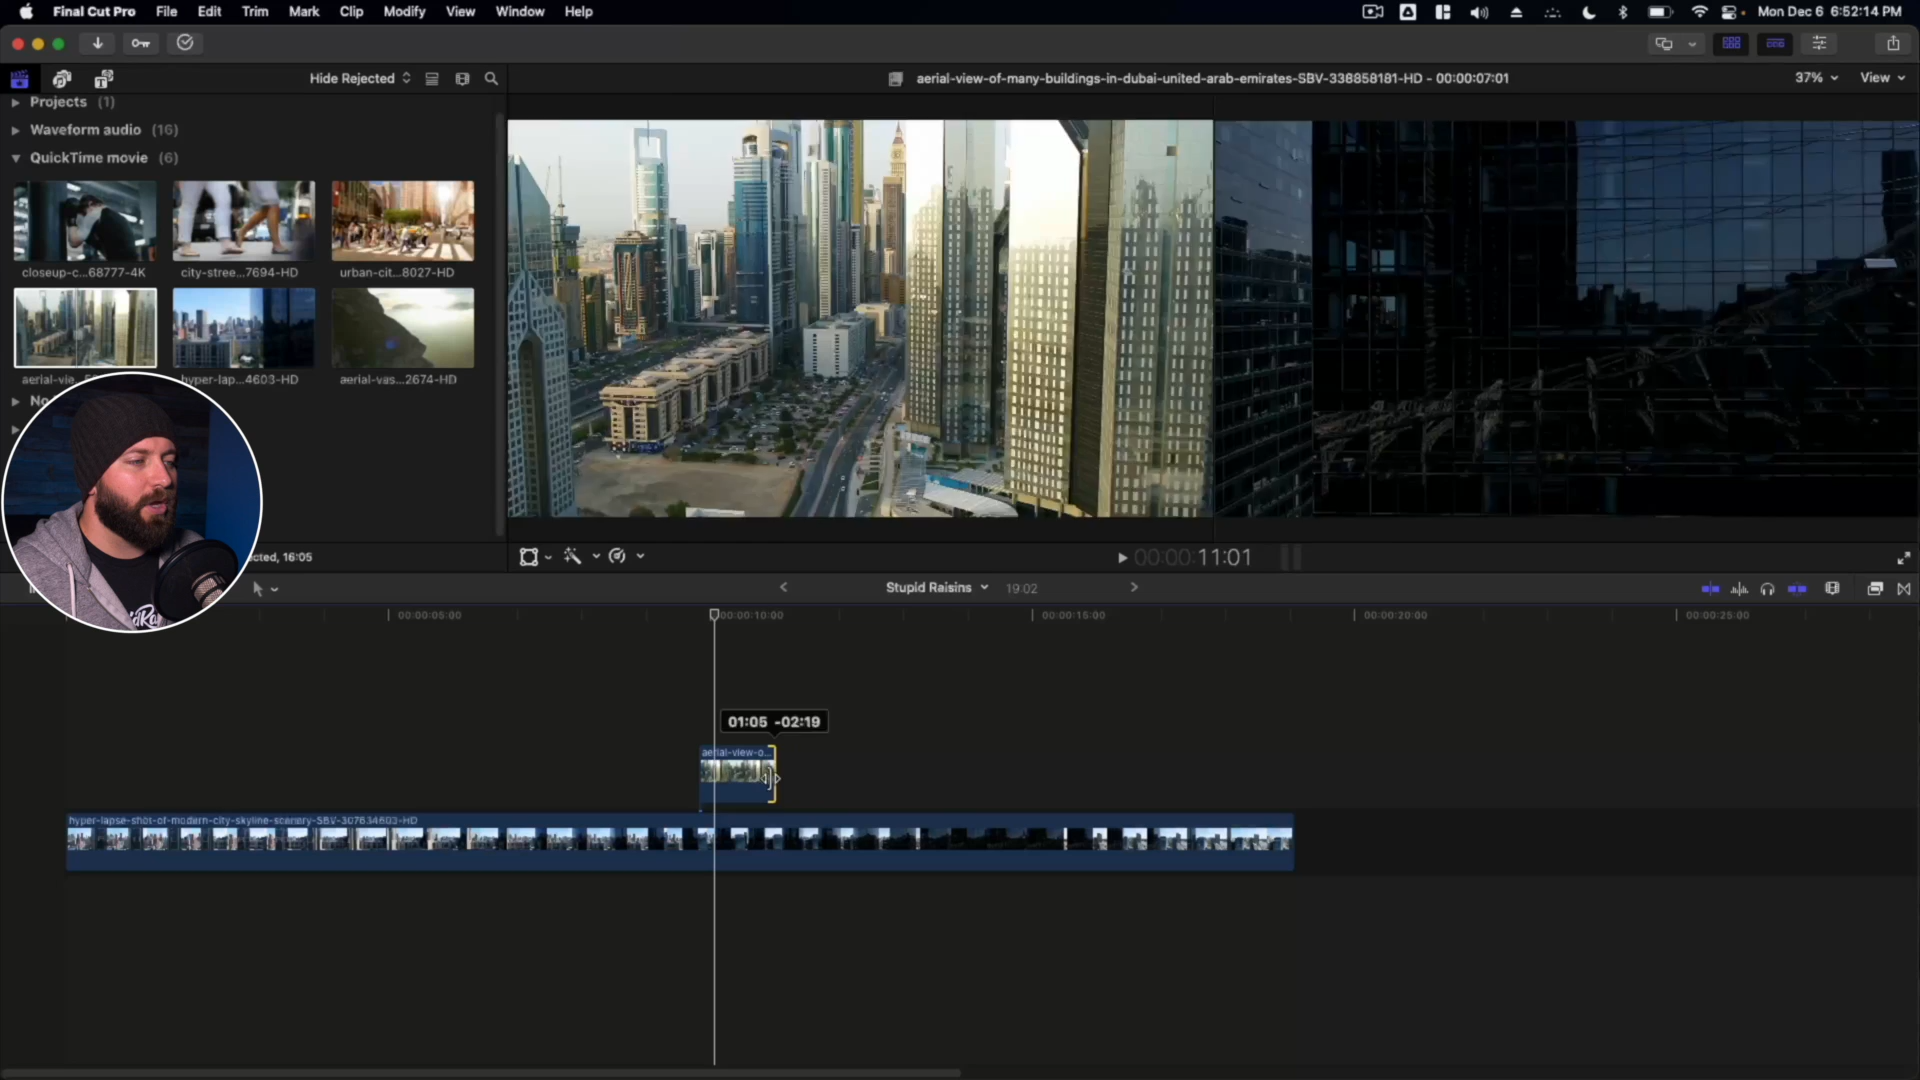 Final Cut Pro File Edit Trim Mark Clip Modify View Window Help Mon Dec 6 6:52:14 PM
Hide Rejected
aerial-view-of-many-buildings-in-dubai-united-arab-emirates-SBV-338858181-HD - 00:00:07:01
37% View
Projects (1)
Waveform audio (16)
QuickTime movie (6)
closeup-c...68777-4K
city-stree...7694-HD
urban-cit...8027-HD
hyper-lap...4603-HD
aerial-vas...2674-HD
No
16:05
00:00:11:01
Stupid Raisins 19:02
00:00:05:00
00:00:10:00
00:00:15:00
00:00:20:00
00:00:25:00
01:05 -02:19
aerial-view-o...
hyper-lapse-shot-of-modern-city-skyline-scenery-SBV-307634603-HD